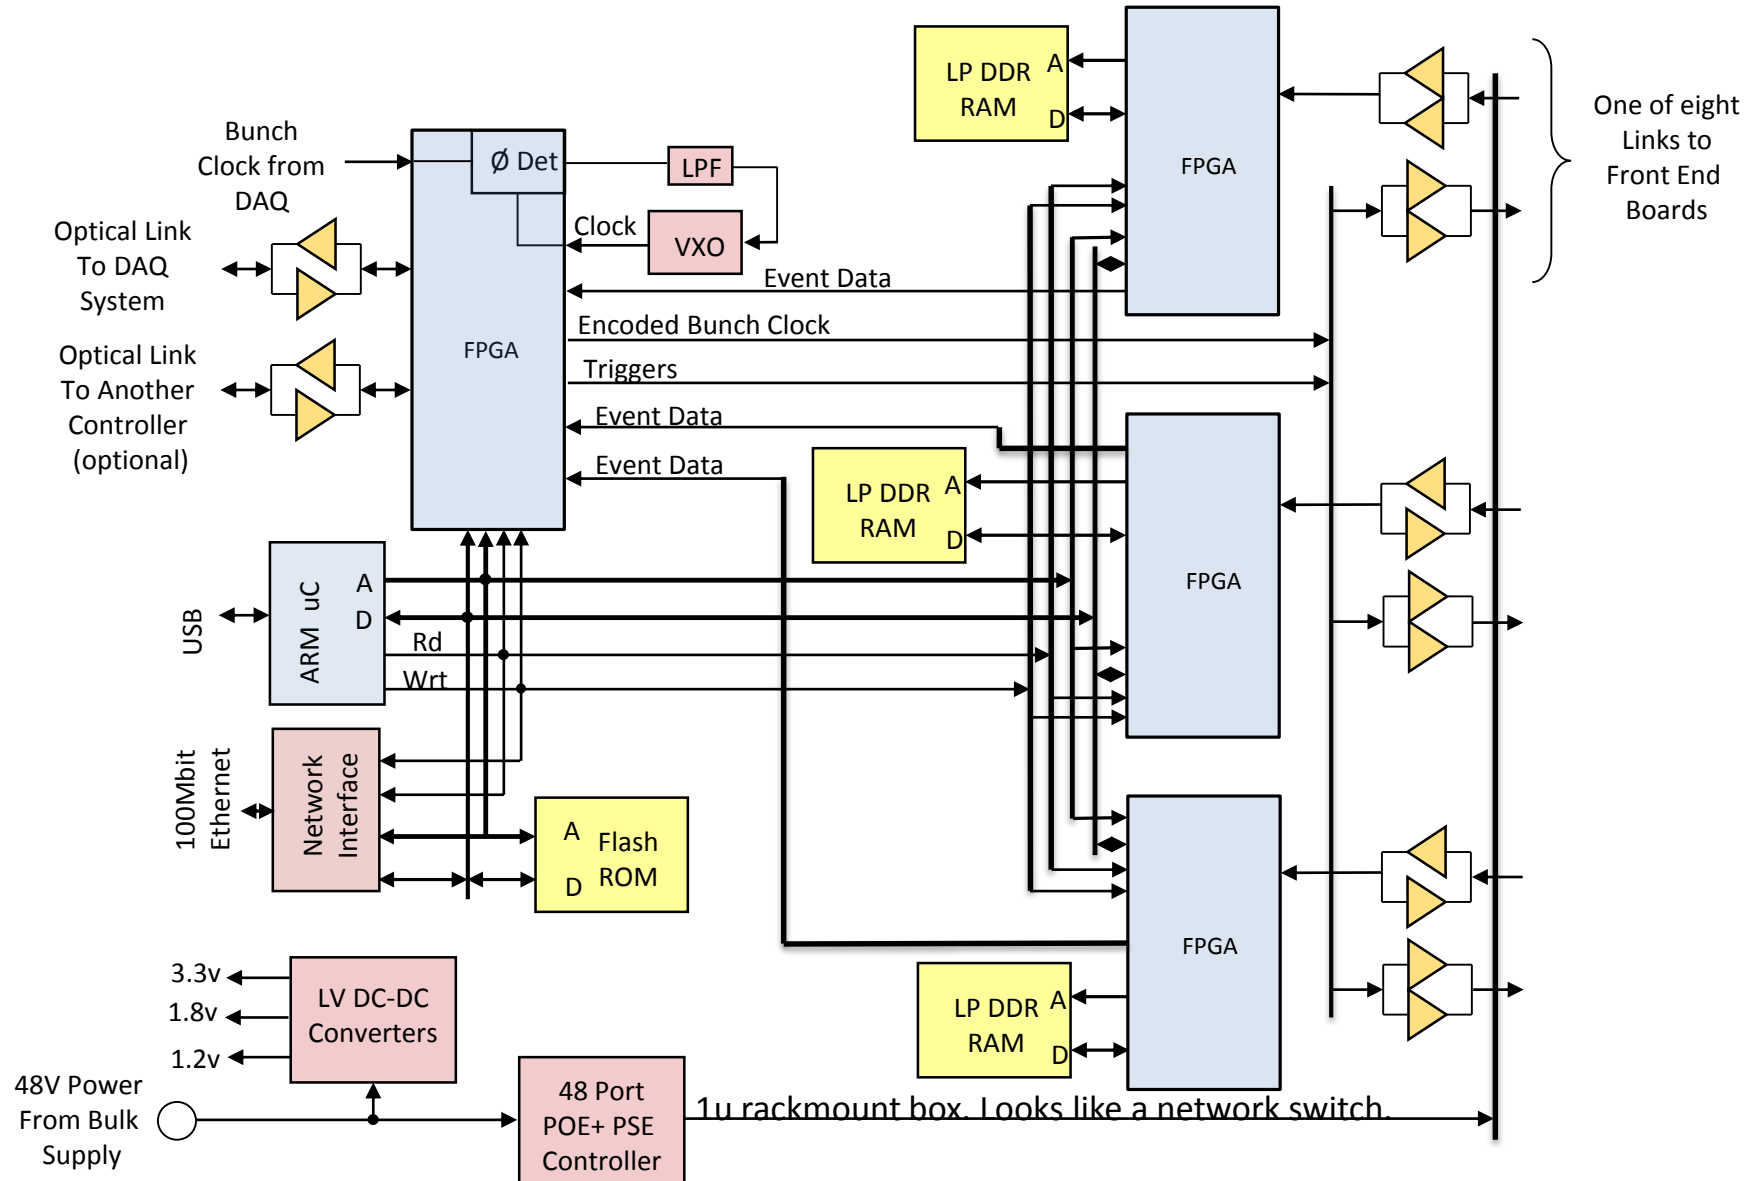 Bunch
Clock from
DAQ
Optical Link
To DAQ
System
Optical Link
To Another
Controller
(optional)
Ø Det
LPF
Clock
VXO
FPGA
Event Data
Encoded Bunch Clock
Triggers
Event Data
Event Data
LP DDR
RAM
A
D
FPGA
One of eight
Links to
Front End
Boards
LP DDR
RAM
A
D
FPGA
USB
ARM uC
A
D
Rd
Wrt
100Mbit
Ethernet
Network
Interface
A
D
Flash
ROM
FPGA
LP DDR
RAM
A
D
3.3v
1.8v
1.2v
LV DC-DC
Converters
48V Power
From Bulk
Supply
48 Port
POE+ PSE
Controller
1u rackmount box. Looks like a network switch.